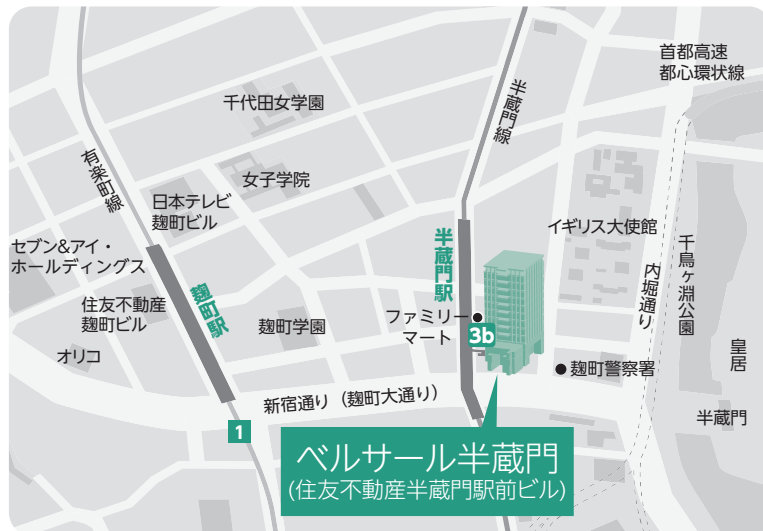 首都高速
都心環状線
千代田女学園
半蔵門線
有楽町線
女子学院
日本テレビ
麹町ビル
イギリス大使館
セブン&アイ・
ホールディングス
半蔵門駅
千鳥ヶ淵公園
内堀通り
麹町駅
住友不動産
麹町ビル
麹町学園
ファミリー
マート
3b
オリコ
麹町警察署
皇居
新宿通り（麹町大通り）
半蔵門
1
ベルサール半蔵門
(住友不動産半蔵門駅前ビル)